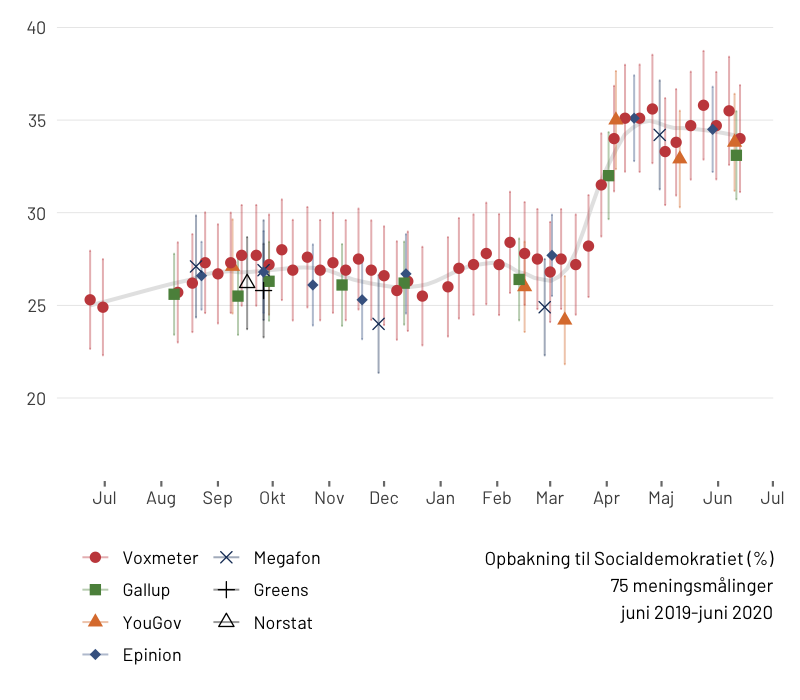 40
35
30
25
20
Jul Aug Sep Okt Nov Dec Jan Feb Mar Apr Maj Jun Jul
Voxmeter Megafon
Gallup Greens
YouGov Norstat
Epinion
Opbakning til Socialdemokratiet (%)
75 meningsmålinger
juni 2019-juni 2020